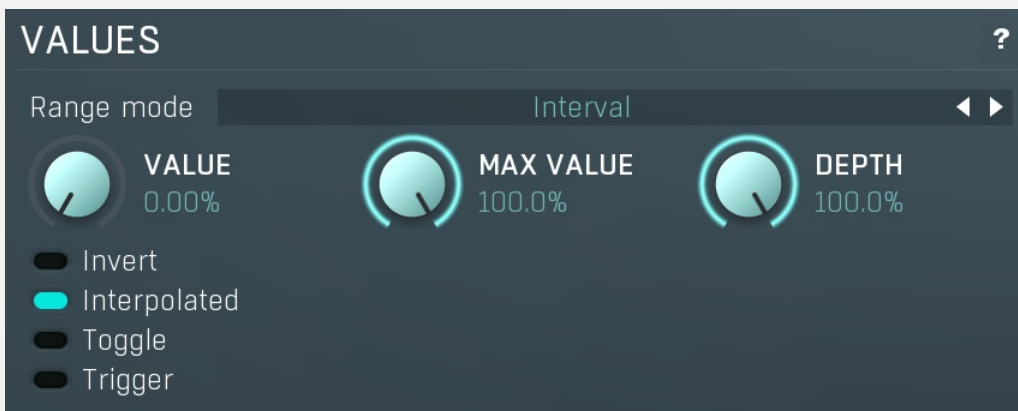 VALUES ?
Range mode Interval
VALUE MAX VALUE DEPTH
0.00% 100.0% 100.0%
Invert
Interpolated
Toggle
Trigger